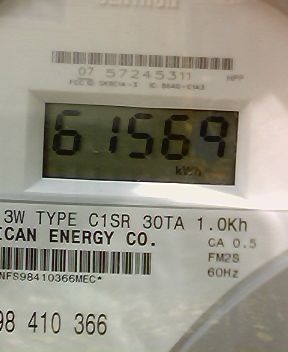 07 57245311 HPP
61569
kWh
3W TYPE C1SR 30TA 1.0Kh
ICAN ENERGY CO.
CA 0.5
FM2S
60Hz
NFS98410366MEC*
98 410 366